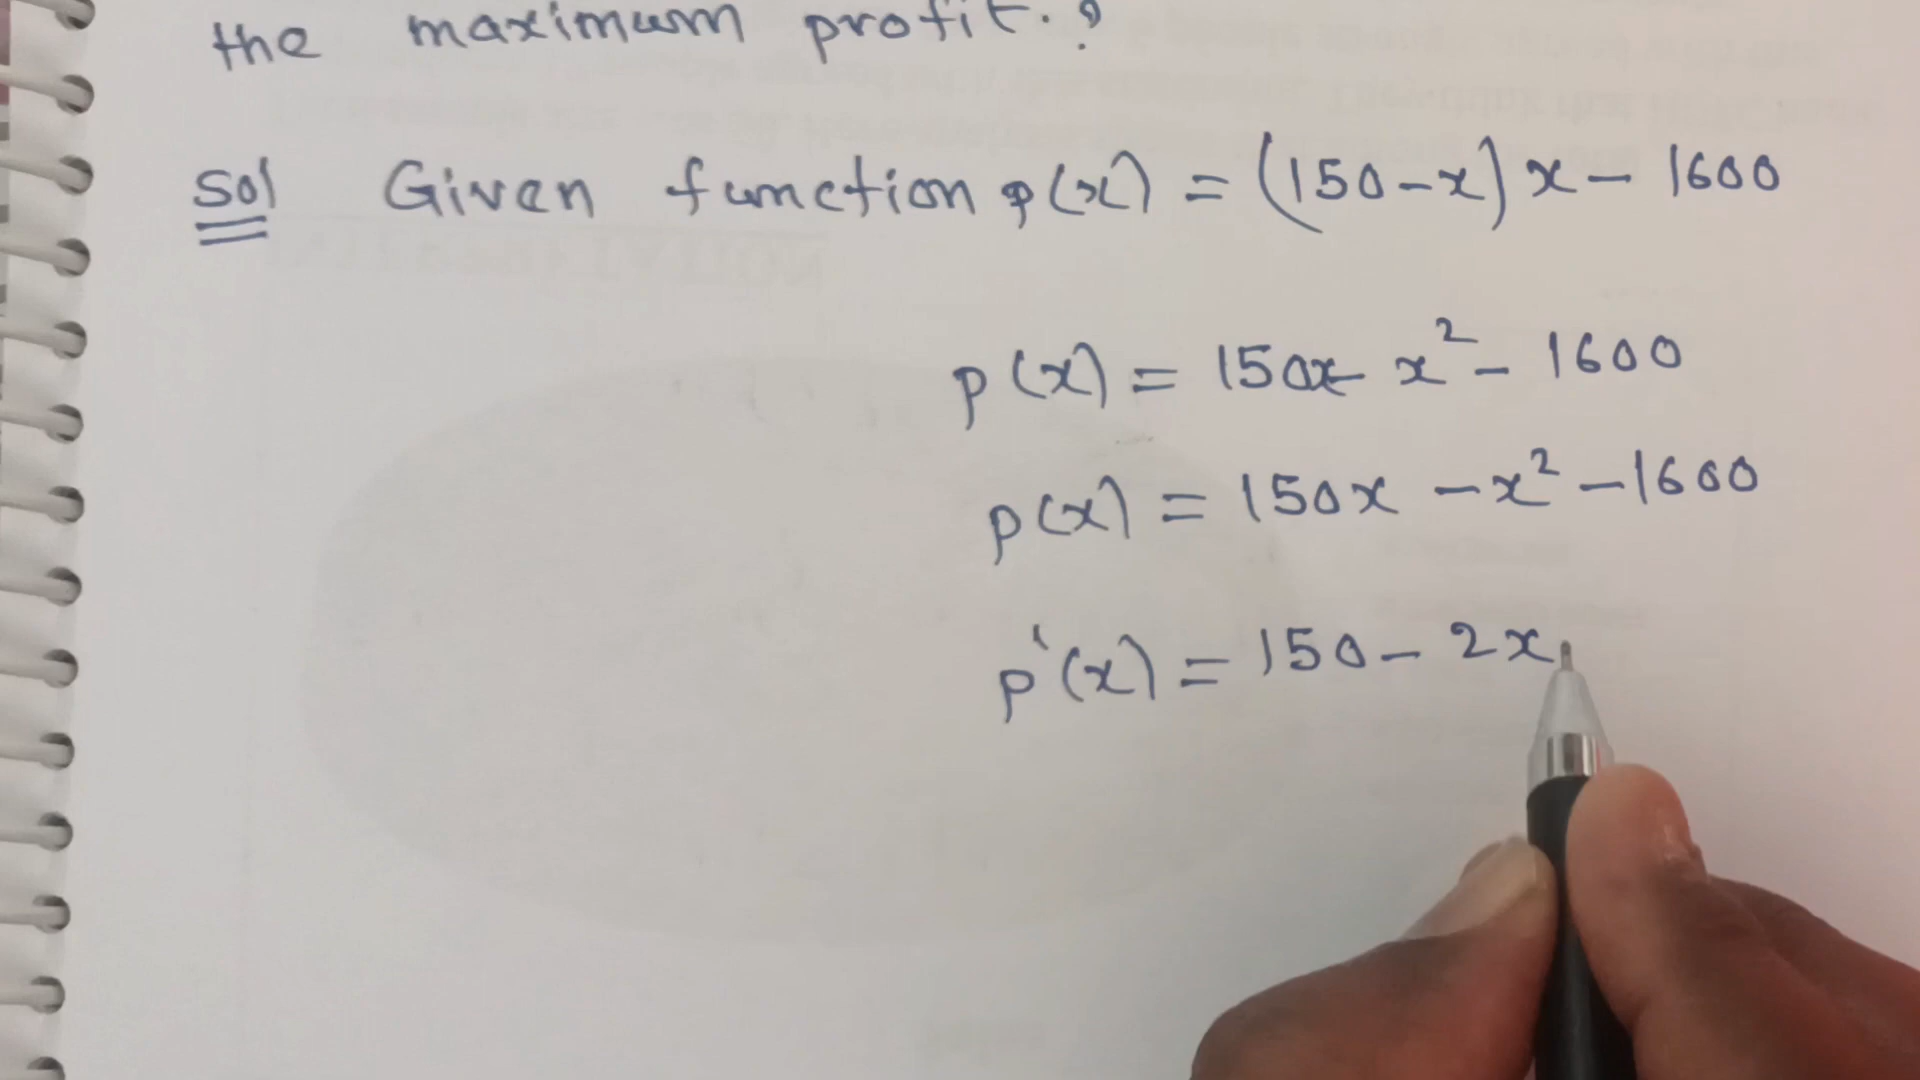 the maximum profit.?
Sol Given function p(x) = (150-x)x - 1600
p(x) = 150x - x² - 1600
p(x) = 150x - x² - 1600
p'(x) = 150 - 2x